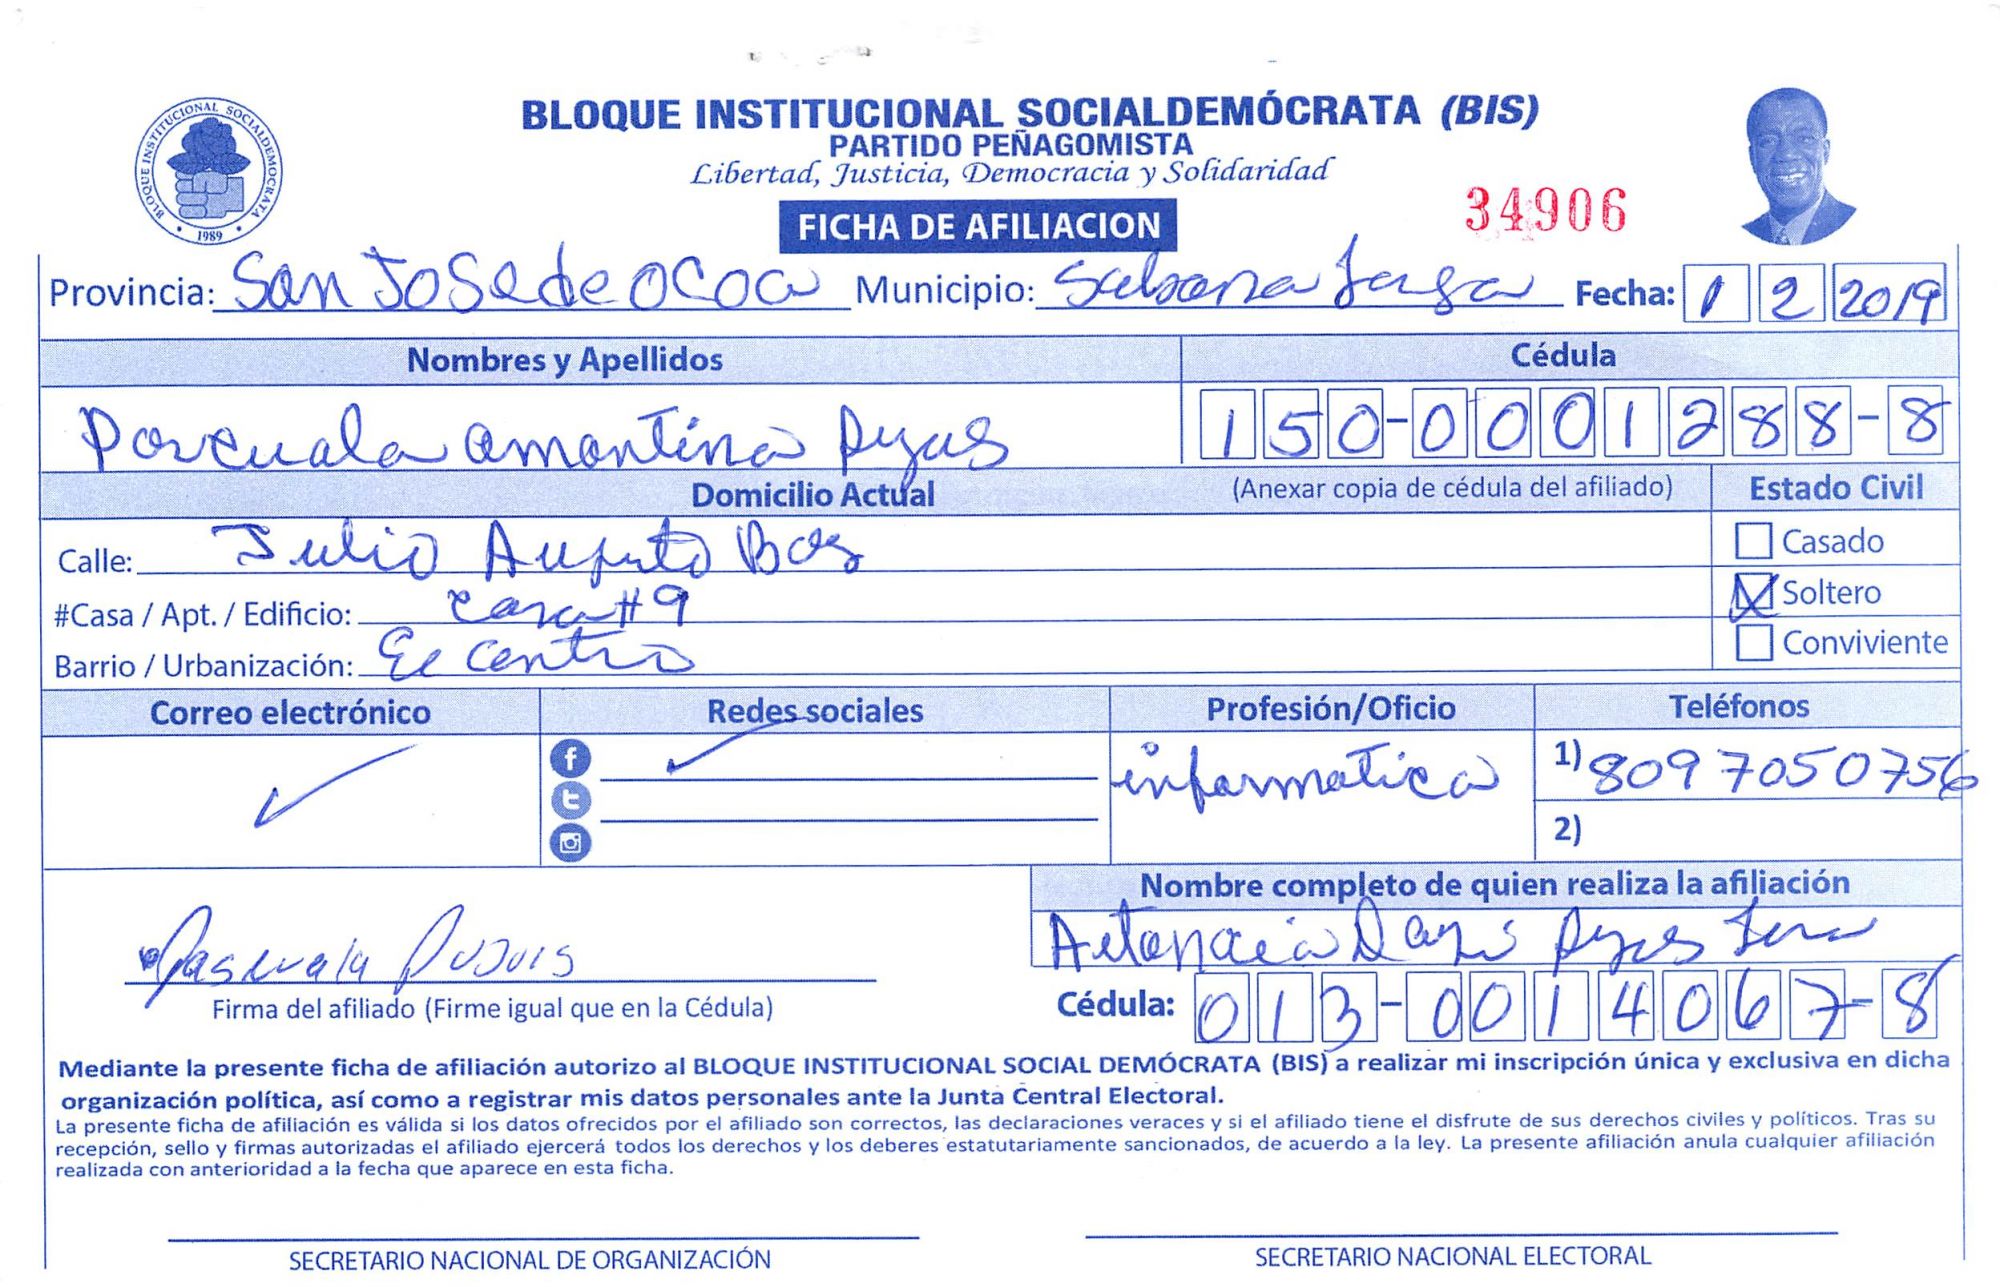 BLOQUE INSTITUCIONAL SOCIALDEMÓCRATA (BIS)
PARTIDO PEÑAGOMISTA
Libertad, Justicia, Democracia y Solidaridad
BLOQUE INSTITUCIONAL SOCIALDEMOCRATA
1989
34906
FICHA DE AFILIACION
Provincia: San Jose de Ocoa Municipio: Sabana Larga Fecha: 1 2 2019
Nombres y Apellidos Cédula
Pascuala amantina 150-0001288-8
Domicilio Actual (Anexar copia de cédula del afiliado) Estado Civil
Calle: Julio Augusto Casado
#Casa / Apt. / Edificio: casa #9 Soltero
Barrio / Urbanización: El Centro Conviviente
Correo electrónico Redes sociales Profesión/Oficio Teléfonos
informatica 1) 8097050756
2)
Nombre completo de quien realiza la afiliación
Pascuala
Firma del afiliado (Firme igual que en la Cédula) Cédula: 013-0014067-8
Mediante la presente ficha de afiliación autorizo al BLOQUE INSTITUCIONAL SOCIAL DEMÓCRATA (BIS) a realizar mi inscripción única y exclusiva en dicha
organización política, así como a registrar mis datos personales ante la Junta Central Electoral.
La presente ficha de afiliación es válida si los datos ofrecidos por el afiliado son correctos, las declaraciones veraces y si el afiliado tiene el disfrute de sus derechos civiles y políticos. Tras su
recepción, sello y firmas autorizadas el afiliado ejercerá todos los derechos y los deberes estatutariamente sancionados, de acuerdo a la ley. La presente afiliación anula cualquier afiliación
realizada con anterioridad a la fecha que aparece en esta ficha.
SECRETARIO NACIONAL DE ORGANIZACIÓN SECRETARIO NACIONAL ELECTORAL